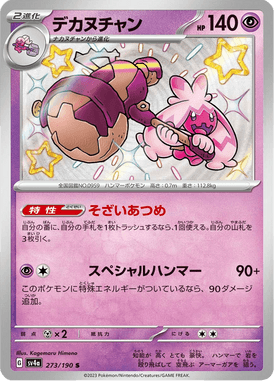 2進化
デカヌチャン
HP 140
ナカヌチャンから進化
全国図鑑NO.0959 ハンマーポケモン 高さ:0.7m 重さ:112.8kg
特性 そざいあつめ
自分の番に、自分の手札を1枚トラッシュするなら、1回使える。自分の山札を
3枚引く。
スペシャルハンマー 90+
このポケモンに特殊エネルギーがついているなら、90ダメージ
追加。
弱点 ×2 抵抗力 にげる
Illus. Kagemaru Himeno
G sv4a 273/190 S
©2023 Pokémon/Nintendo/Creatures/GAME FREAK.